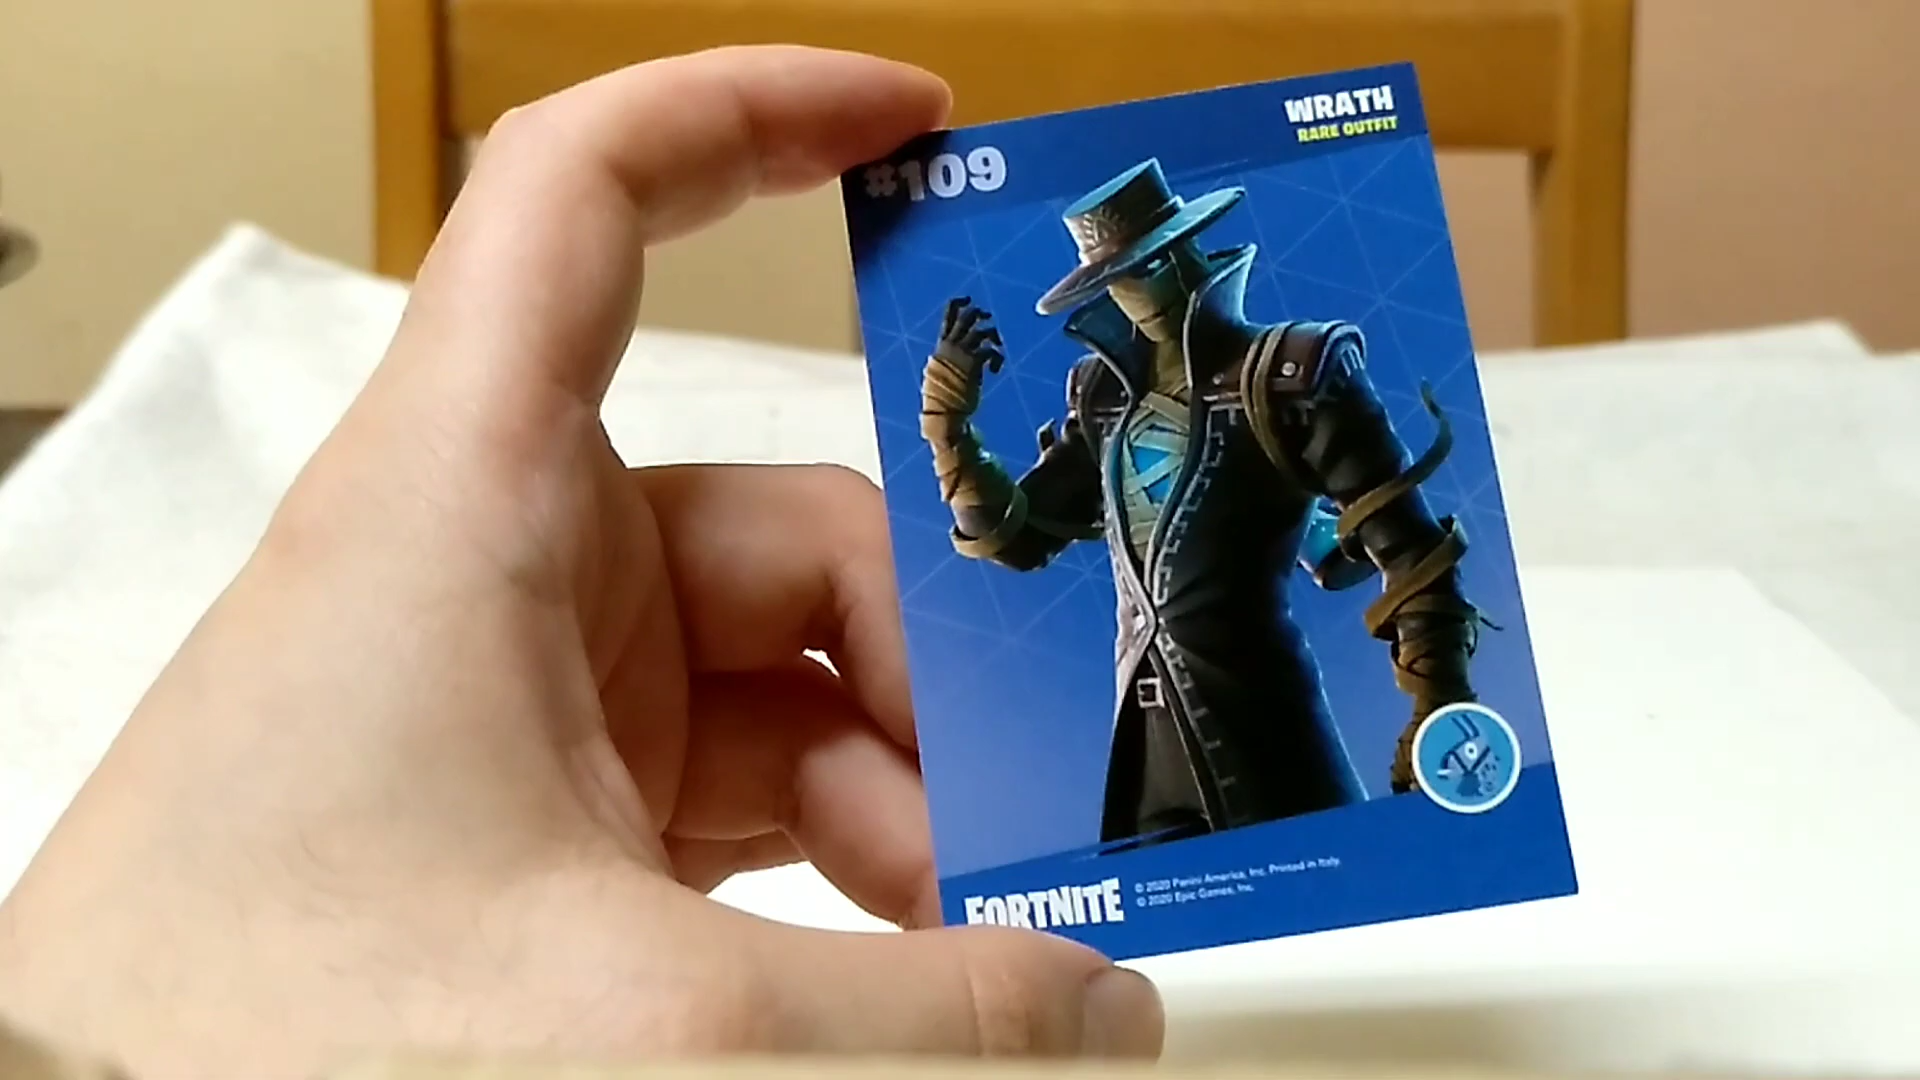 WRATH
RARE OUTFIT
#109
FORTNITE
© 2020 Panini America, Inc. Printed in Italy.
© 2020 Epic Games, Inc.